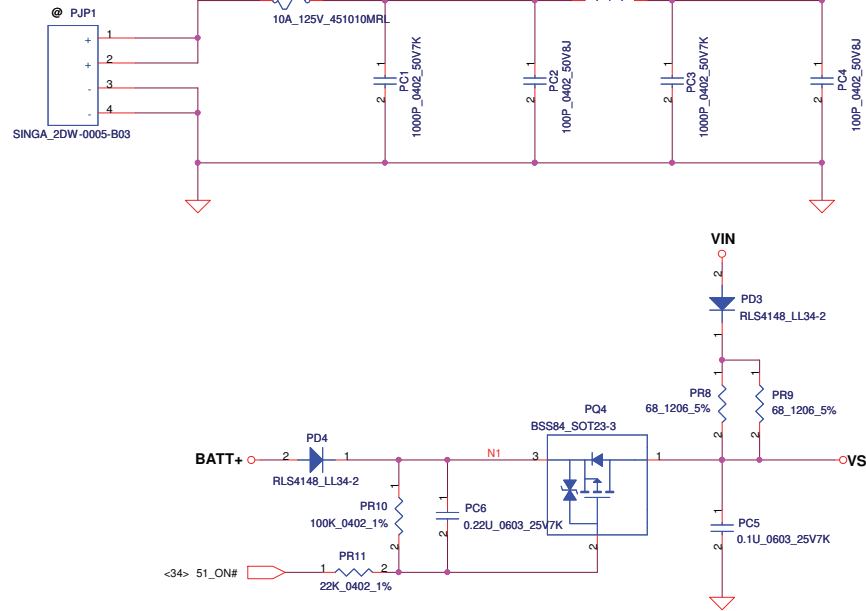 @ PJP1
10A_125V_451010MRL
+ 1
+ 2
- 3
- 4
SINGA_2DW-0005-B03
1
2
PC1
1000P_0402_50V7K
1
2
PC2
100P_0402_50V8J
1
2
PC3
1000P_0402_50V7K
1
2
PC4
100P_0402_50V8J
VIN
2
PD3
RLS4148_LL34-2
1
1
1
PR8
68_1206_5%
PR9
68_1206_5%
2
2
PQ4
BSS84_SOT23-3
BATT+
2
PD4
1
RLS4148_LL34-2
N1
3
1
VS
1
PR10
100K_0402_1%
2
1
PC6
0.22U_0603_25V7K
2
2
1
PC5
0.1U_0603_25V7K
2
<34> 51_ON#
1
PR11
2
22K_0402_1%